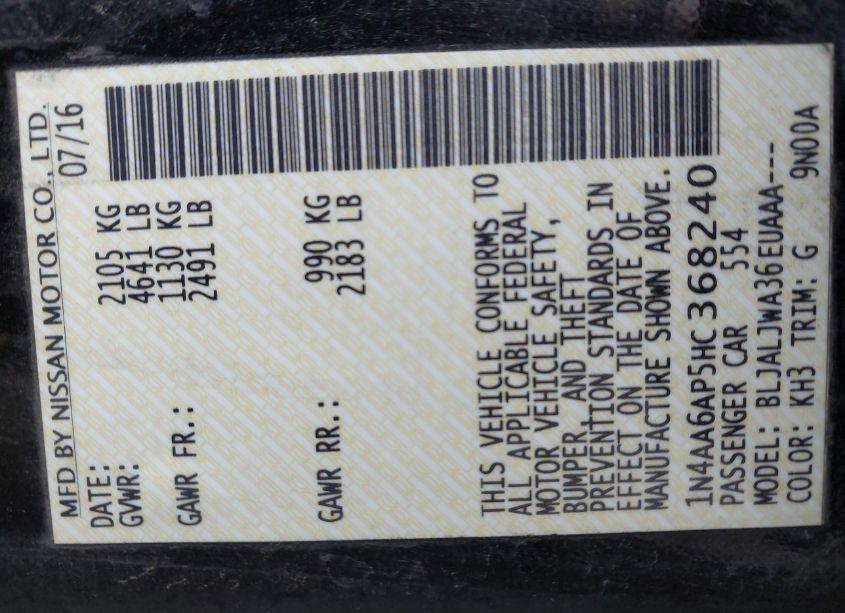 MFD BY NISSAN MOTOR CO., LTD.
DATE: 07/16
GVWR: 2105 KG
4641 LB
GAWR FR.: 1130 KG
2491 LB
GAWR RR.: 990 KG
2183 LB
THIS VEHICLE CONFORMS TO
ALL APPLICABLE FEDERAL
MOTOR VEHICLE SAFETY,
BUMPER, AND THEFT
PREVENTION STANDARDS IN
EFFECT ON THE DATE OF
MANUFACTURE SHOWN ABOVE.
1N4AA6AP5HC368240
PASSENGER CAR 554
MODEL: BLJALJWA36EUAAA---
COLOR: KH3 TRIM: G 9N00A